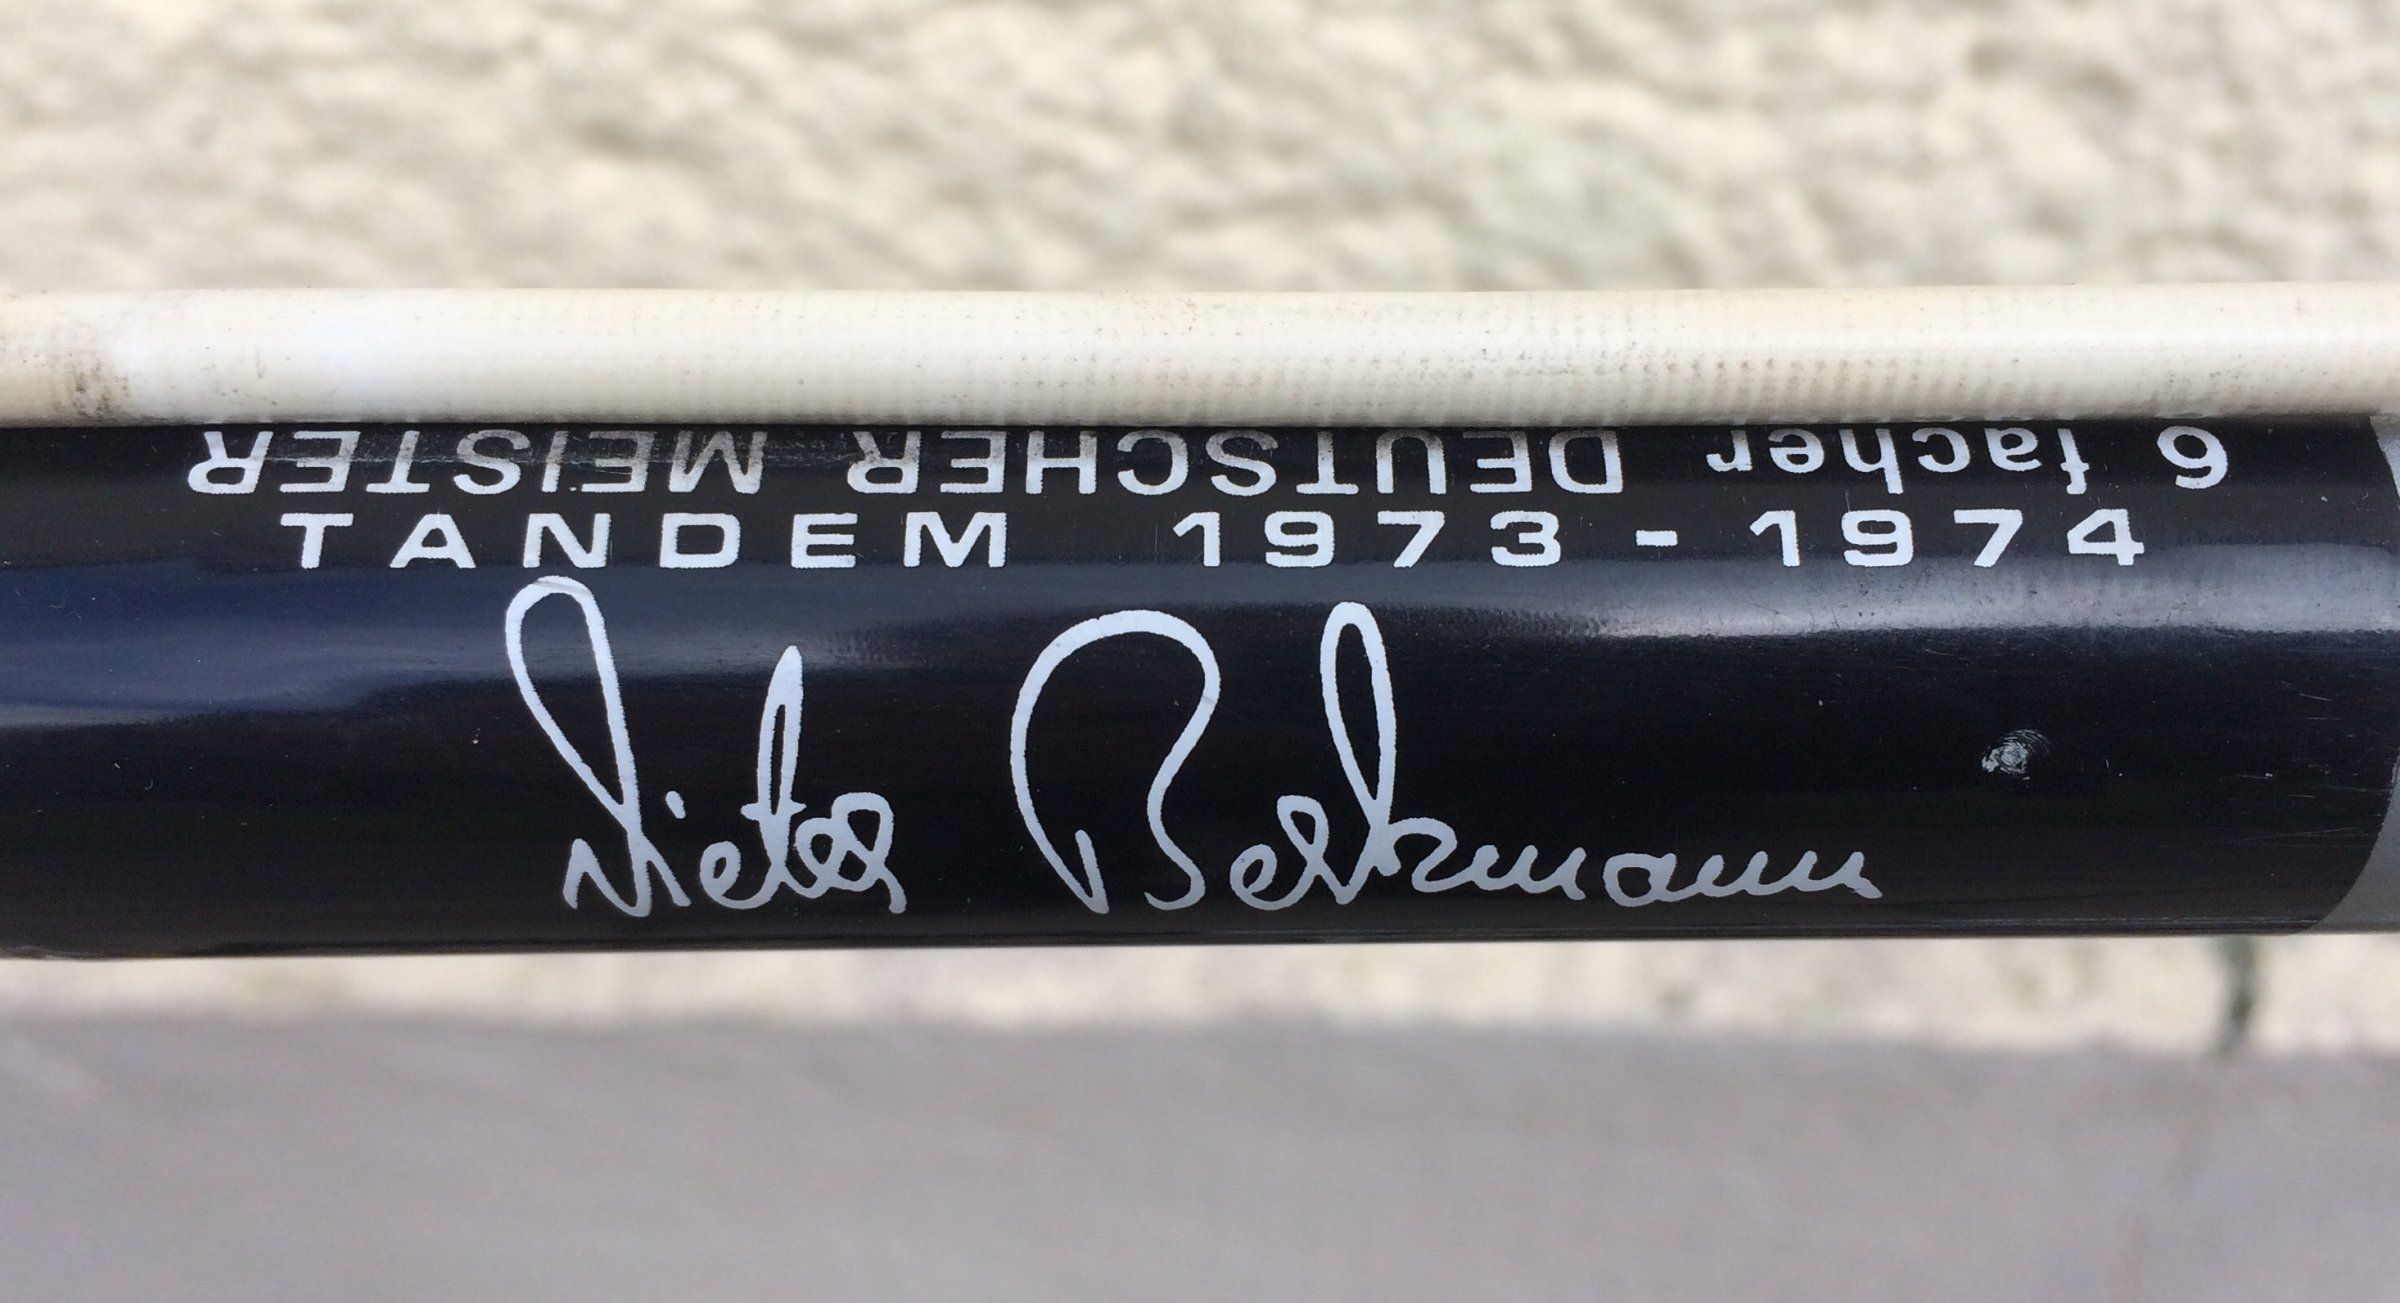 6 facher DEUTSCHER MEISTER
TANDEM 1973-1974
Dieter Berkmann